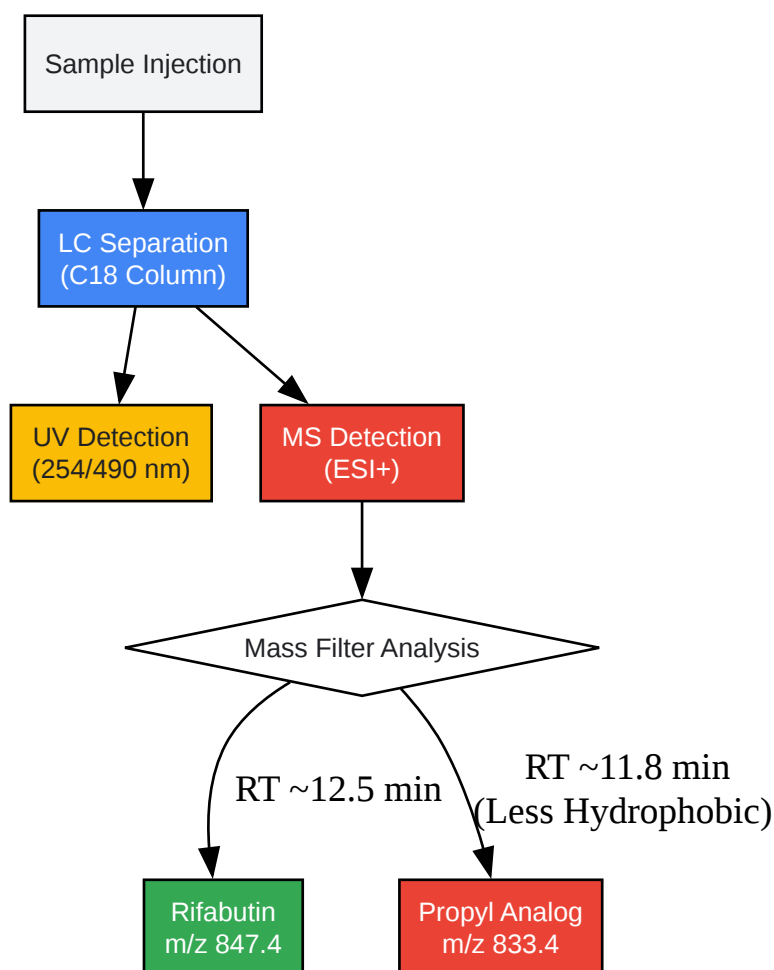 Sample Injection
LC Separation
(C18 Column)
UV Detection
(254/490 nm)
MS Detection
(ESI+)
Mass Filter Analysis
RT ~12.5 min
RT ~11.8 min
(Less Hydrophobic)
Rifabutin
m/z 847.4
Propyl Analog
m/z 833.4